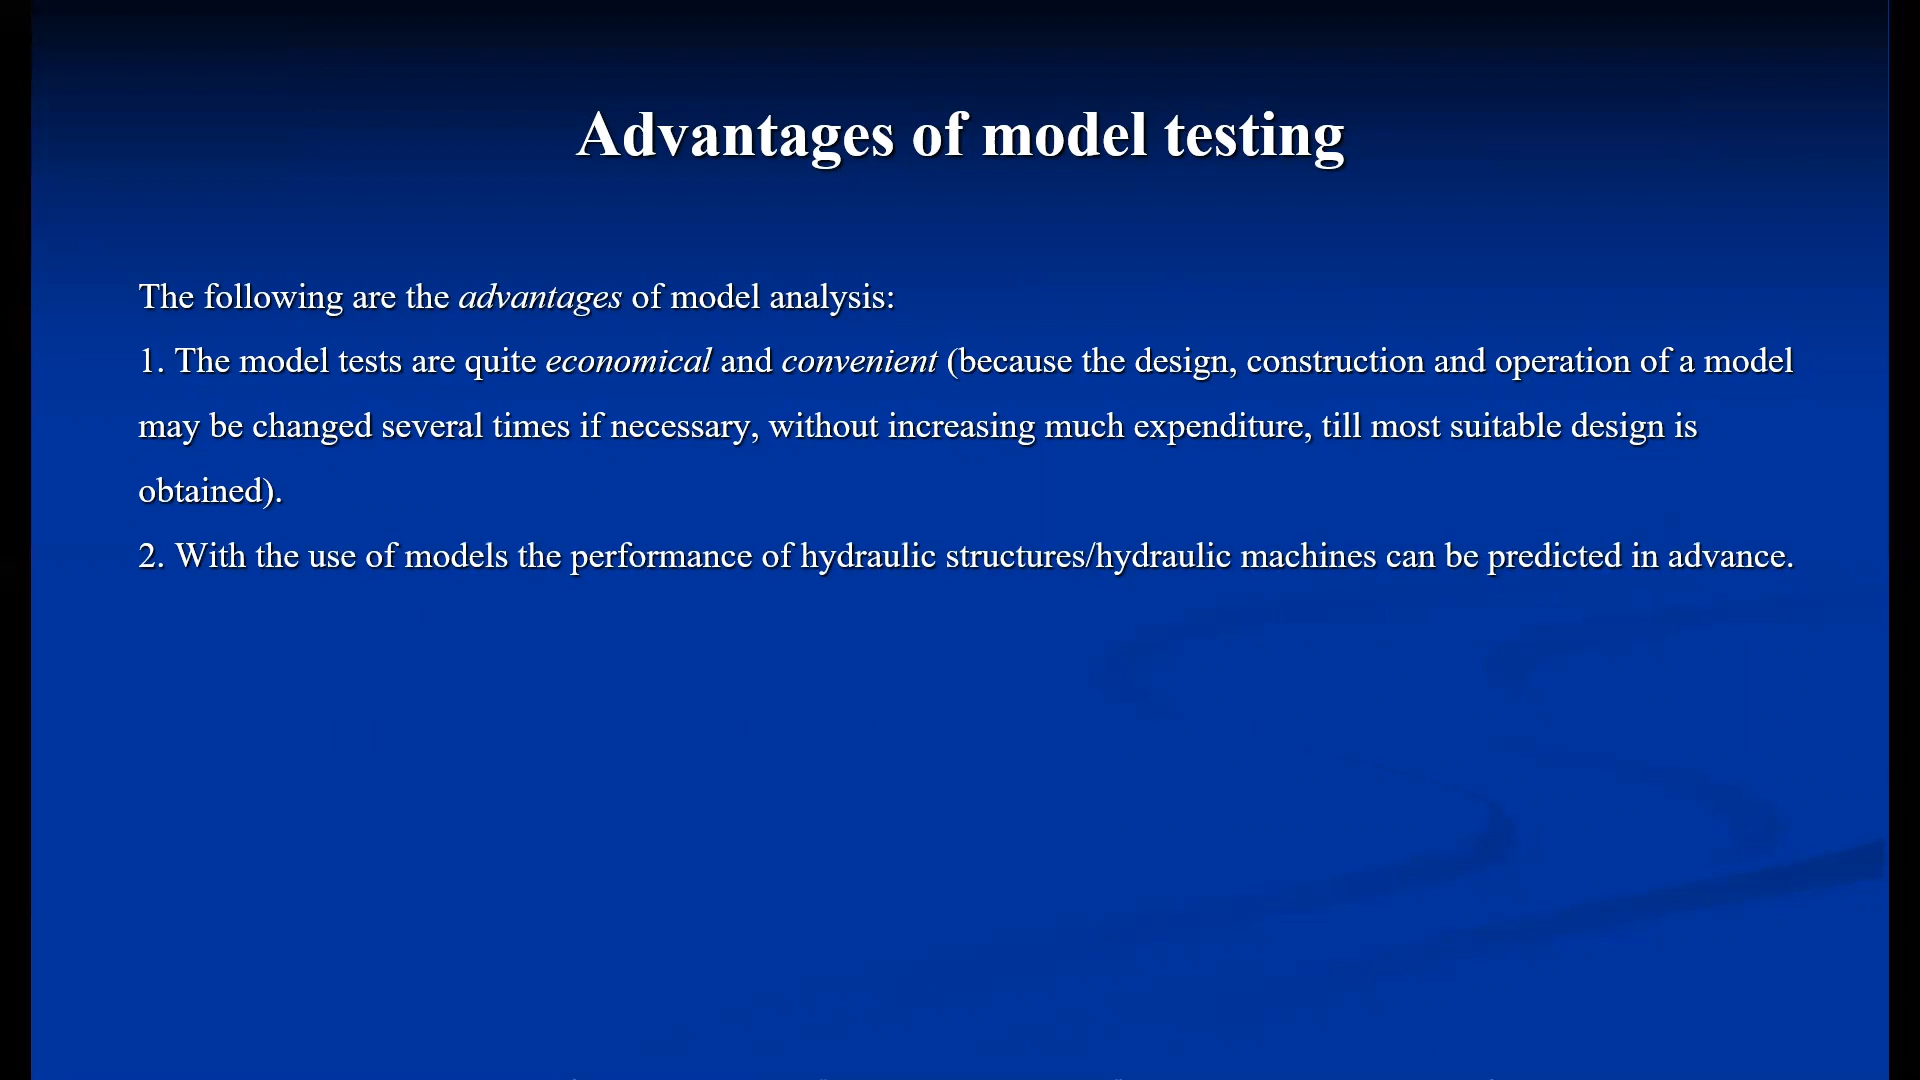 Advantages of model testing
The following are the advantages of model analysis:
1. The model tests are quite economical and convenient (because the design, construction and operation of a model
may be changed several times if necessary, without increasing much expenditure, till most suitable design is
obtained).
2. With the use of models the performance of hydraulic structures/hydraulic machines can be predicted in advance.